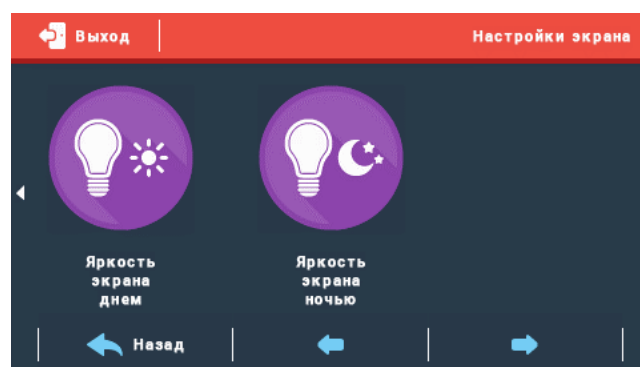 Выход
Настройки экрана
Яркость
экрана
днем
Яркость
экрана
ночью
Назад